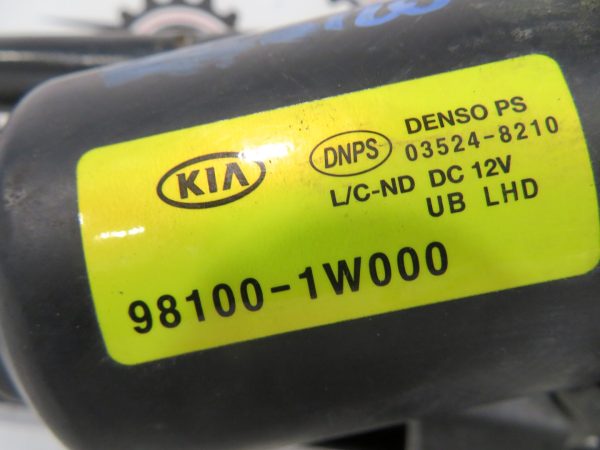 KIA
DNPS
DENSO PS
03524-8210
L/C-ND DC 12V
UB LHD
98100-1W000